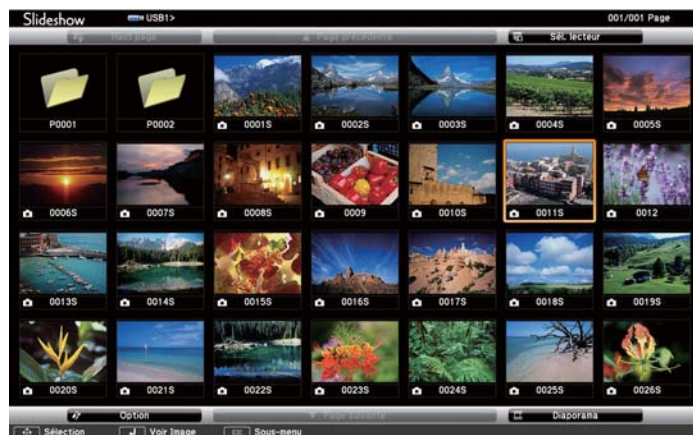 Slideshow USB1> 001/001 Page
Haut page Page précédente Sél. lecteur
P0001 P0002 0001S 0002S 0003S 0004S 0005S
0006S 0007S 0008S 0009 0010S 0011S 0012
0013S 0014S 0015S 0016S 0017S 0018S 0019S
0020S 0021S 0022S 0023S 0024S 0025S 0026S
Option Page suivante Diaporama
Sélection Voir Image Esc Sous-menu